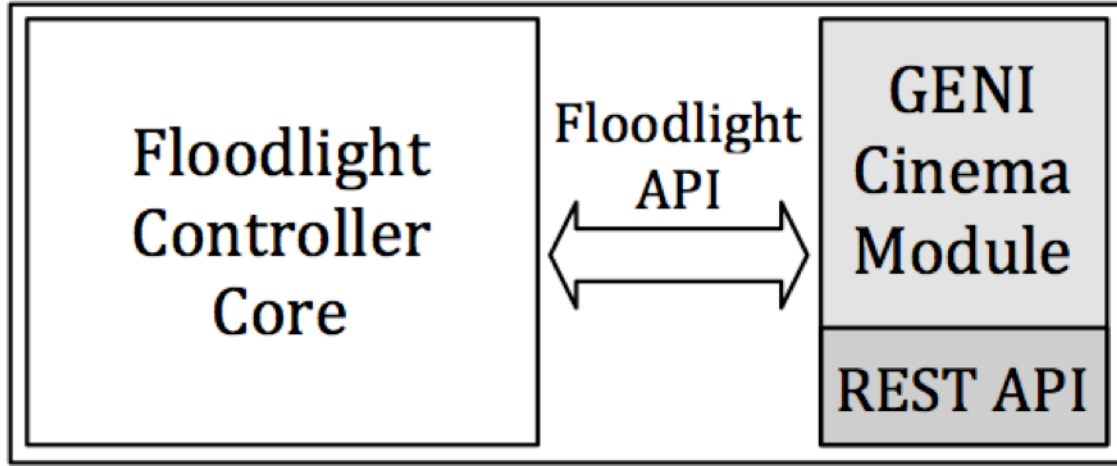 Floodlight
Controller
Core
Floodlight
API
GENI
Cinema
Module
REST API